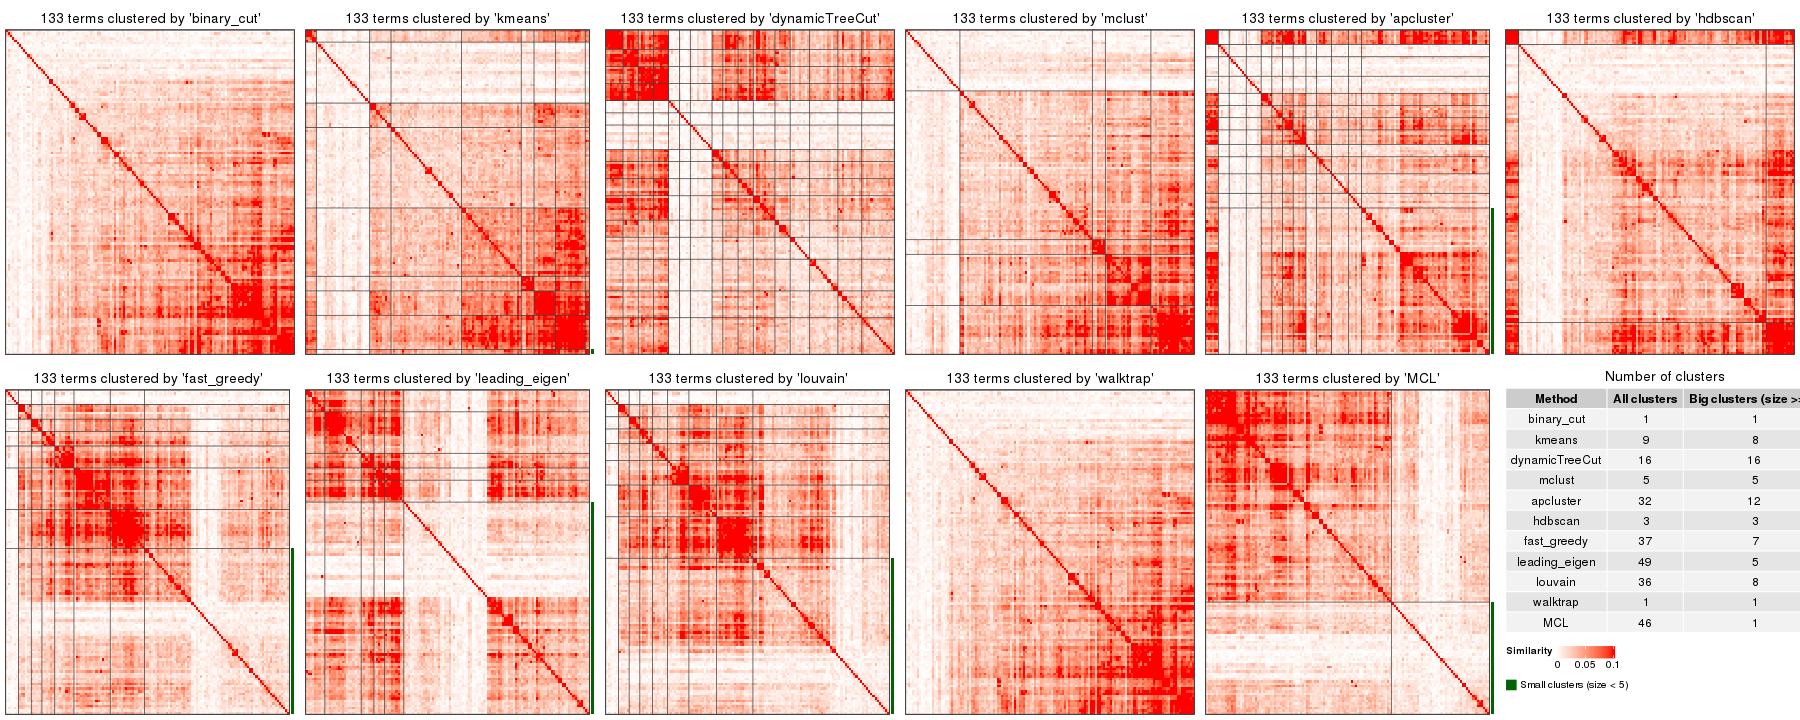 133 terms clustered by 'binary_cut'
133 terms clustered by 'kmeans'
133 terms clustered by 'dynamicTreeCut'
133 terms clustered by 'mclust'
133 terms clustered by 'apcluster'
133 terms clustered by 'hdbscan'
133 terms clustered by 'fast_greedy'
133 terms clustered by 'leading_eigen'
133 terms clustered by 'louvain'
133 terms clustered by 'walktrap'
133 terms clustered by 'MCL'
Number of clusters
Method All clusters Big clusters (size >=
binary_cut 1 1
kmeans 9 8
dynamicTreeCut 16 16
mclust 5 5
apcluster 32 12
hdbscan 3 3
fast_greedy 37 7
leading_eigen 49 5
louvain 36 8
walktrap 1 1
MCL 46 1
Similarity
0 0.05 0.1
Small clusters (size < 5)